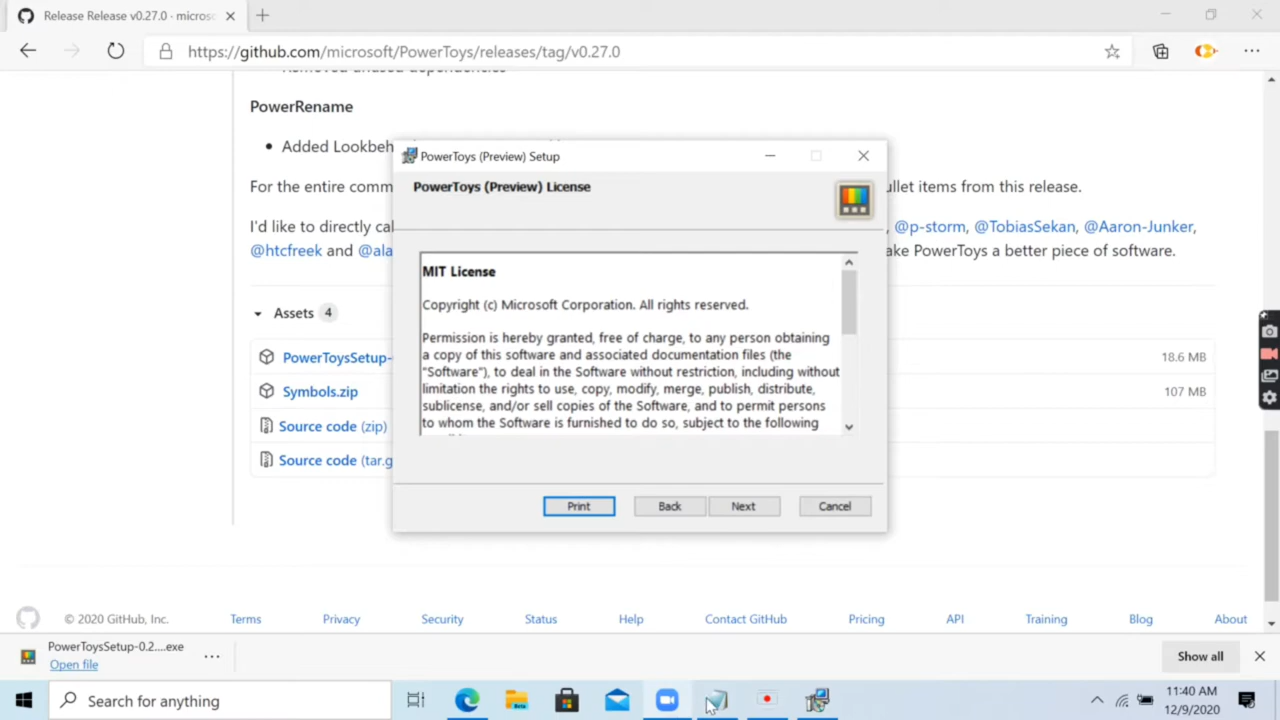 Release Release v0.27.0 - micros
https://github.com/microsoft/PowerToys/releases/tag/v0.27.0
Removed unused dependencies
PowerRename
Added Lookbeh
For the entire comm
ullet items from this release.
I'd like to directly cal
, @p-storm, @TobiasSekan, @Aaron-Junker,
@htcfreek and @ala
ake PowerToys a better piece of software.
PowerToys (Preview) Setup
PowerToys (Preview) License
MIT License
Copyright (c) Microsoft Corporation. All rights reserved.
Permission is hereby granted, free of charge, to any person obtaining
a copy of this software and associated documentation files (the
"Software"), to deal in the Software without restriction, including without
limitation the rights to use, copy, modify, merge, publish, distribute,
sublicense, and/or sell copies of the Software, and to permit persons
to whom the Software is furnished to do so, subject to the following
Print Back Next Cancel
Assets 4
PowerToysSetup- 18.6 MB
Symbols.zip 107 MB
Source code (zip)
Source code (tar.g
© 2020 GitHub, Inc. Terms Privacy Security Status Help Contact GitHub Pricing API Training Blog About
PowerToysSetup-0.2....exe
Open file
Show all
Search for anything
Beta
11:40 AM
12/9/2020